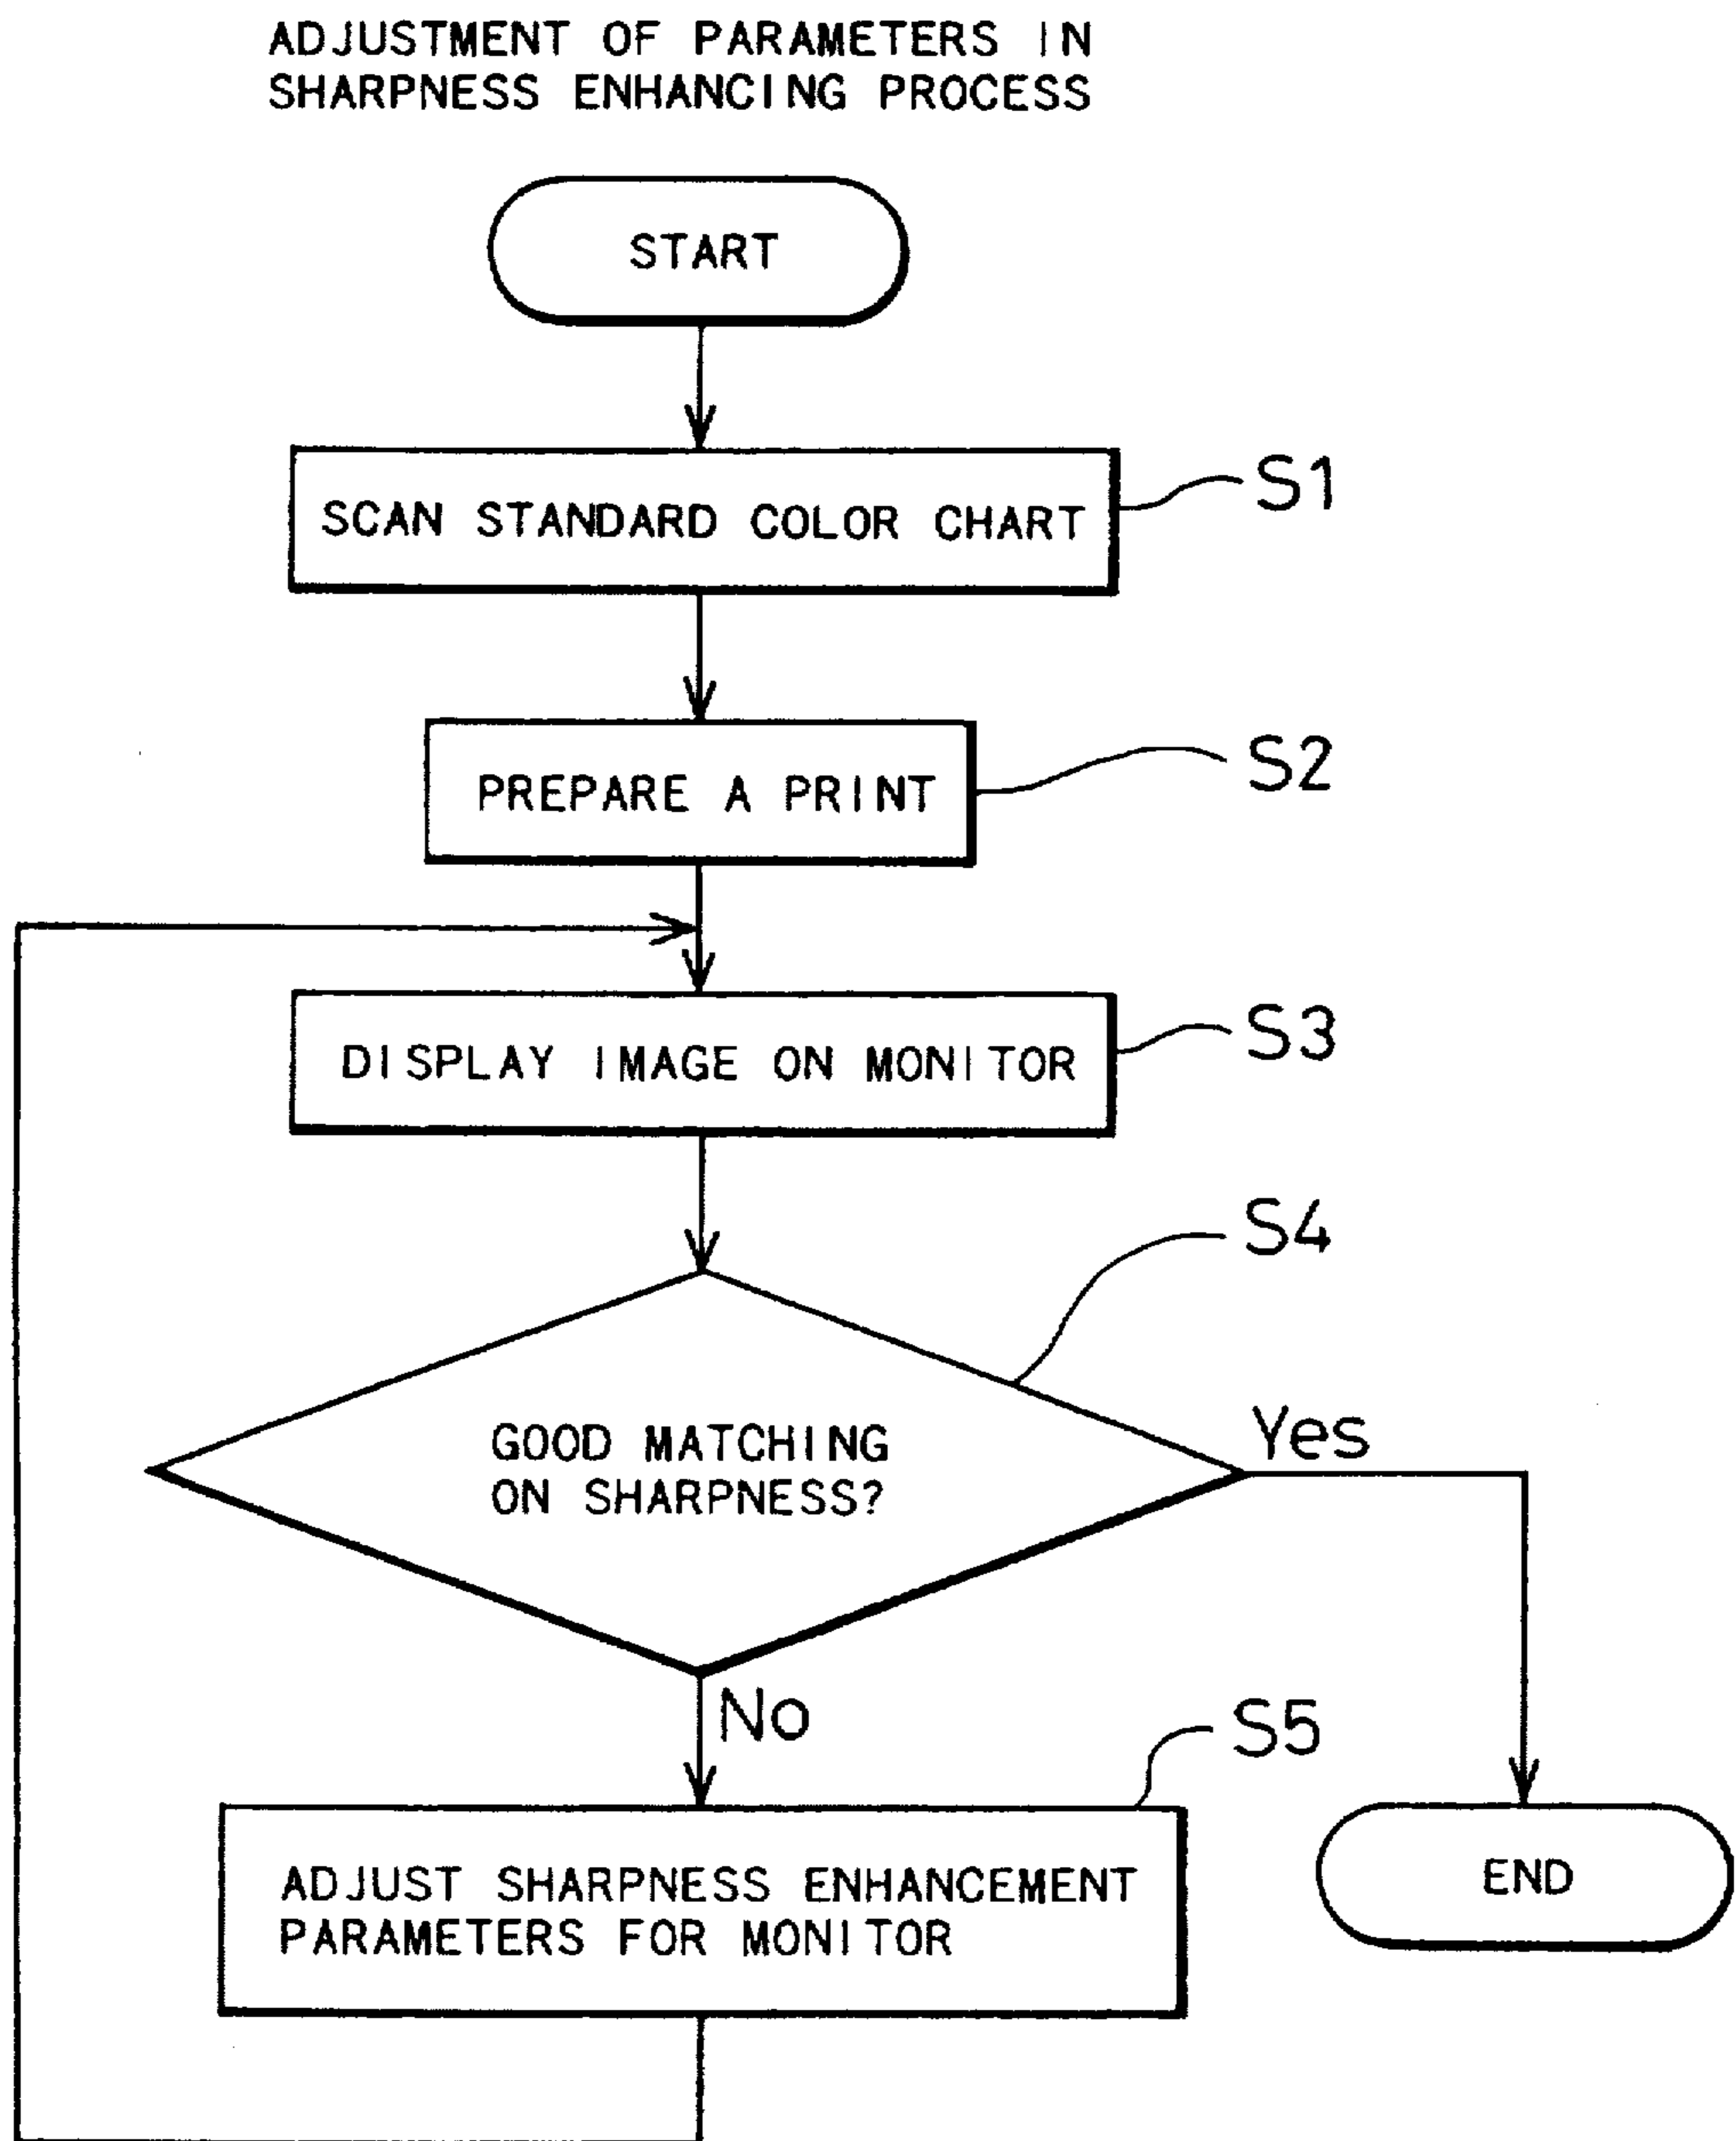 ADJUSTMENT OF PARAMETERS IN
SHARPNESS ENHANCING PROCESS
START
SCAN STANDARD COLOR CHART
S1
PREPARE A PRINT
S2
DISPLAY IMAGE ON MONITOR
S3
S4
GOOD MATCHING
ON SHARPNESS?
Yes
No
S5
ADJUST SHARPNESS ENHANCEMENT
PARAMETERS FOR MONITOR
END